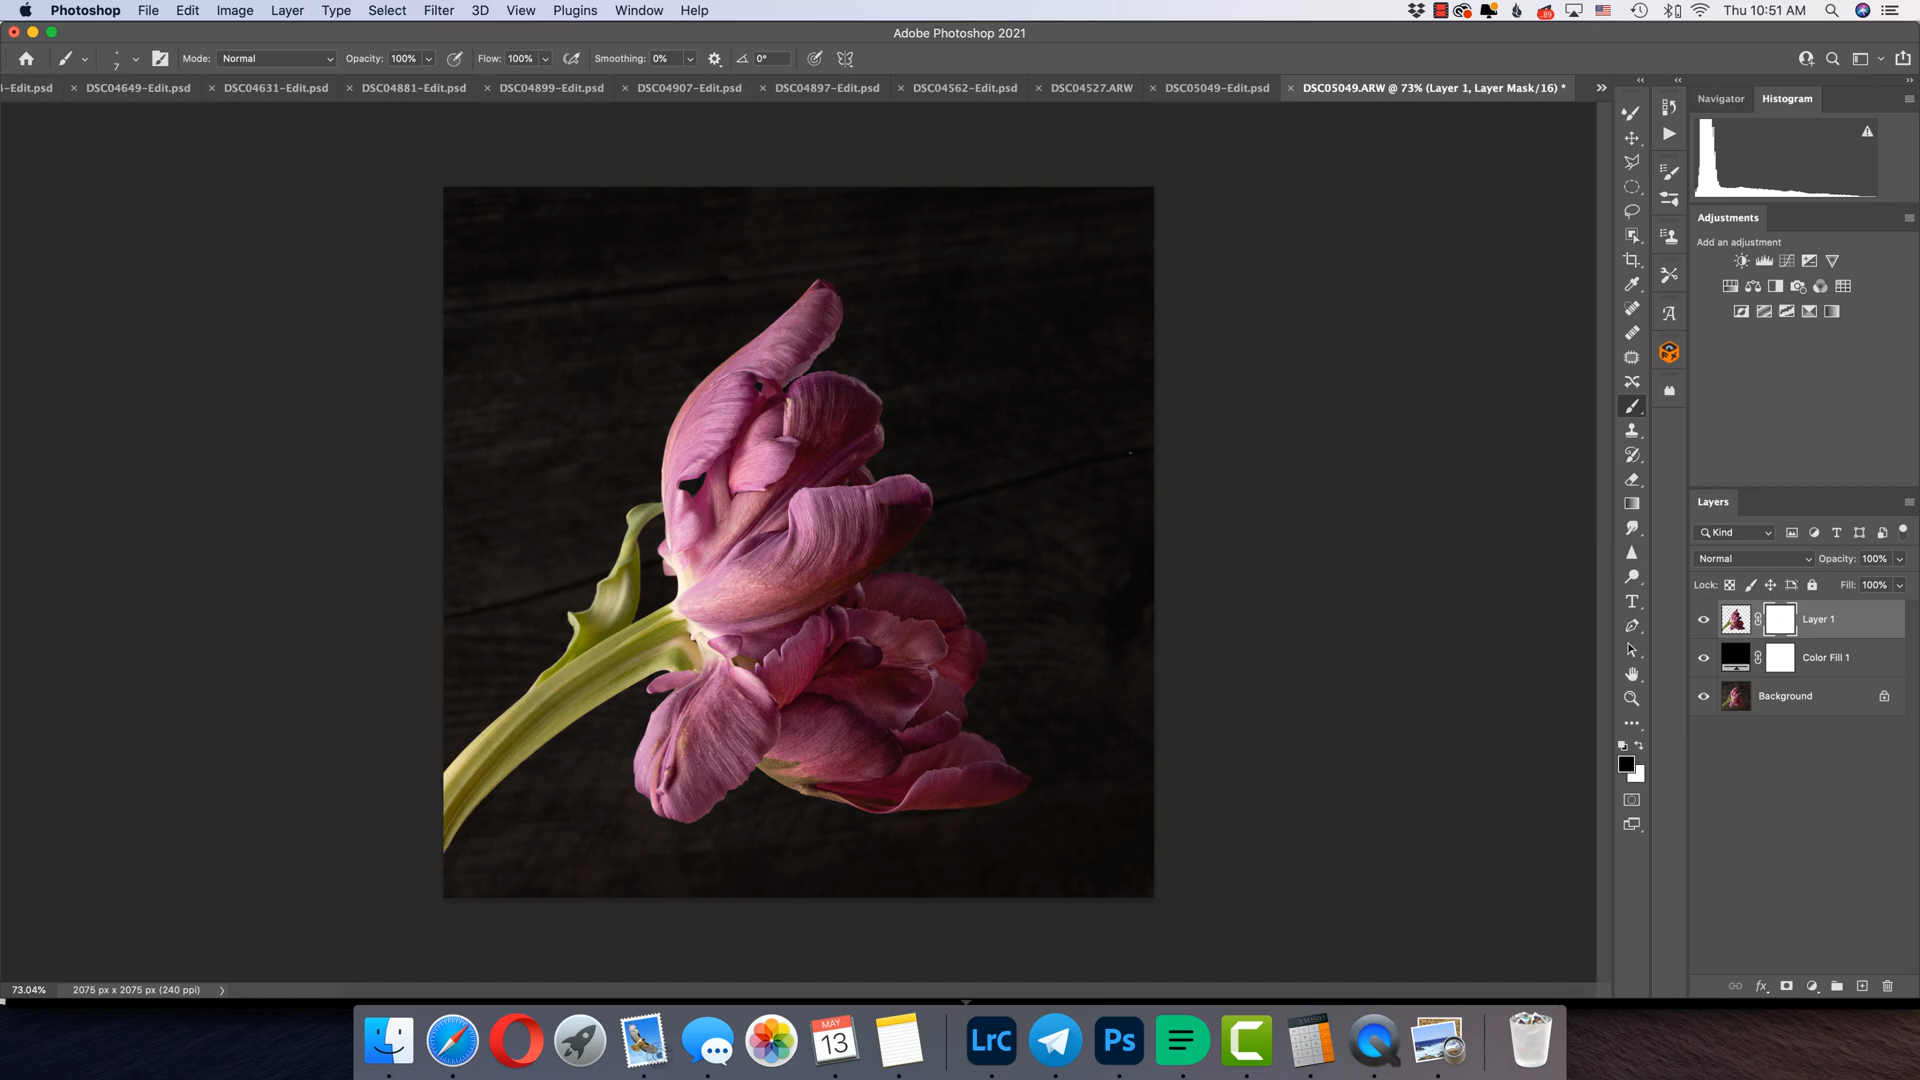 Photoshop File Edit Image Layer Type Select Filter 3D View Plugins Window Help
.89
Thu 10:51 AM
Adobe Photoshop 2021
7 Mode: Normal Opacity: 100% Flow: 100% Smoothing: 0% 0°
-Edit.psd × DSC04649-Edit.psd × DSC04631-Edit.psd × DSC04881-Edit.psd × DSC04899-Edit.psd × DSC04907-Edit.psd × DSC04897-Edit.psd × DSC04562-Edit.psd × DSC04527.ARW × DSC05049-Edit.psd × DSC05049.ARW @ 73% (Layer 1, Layer Mask/16) *
Navigator Histogram
Adjustments
Add an adjustment
Layers
Kind
Normal Opacity: 100%
Lock: Fill: 100%
Layer 1
Color Fill 1
Background
fx
73.04% 2075 px x 2075 px (240 ppi)
MAY
13
LrC
Ps